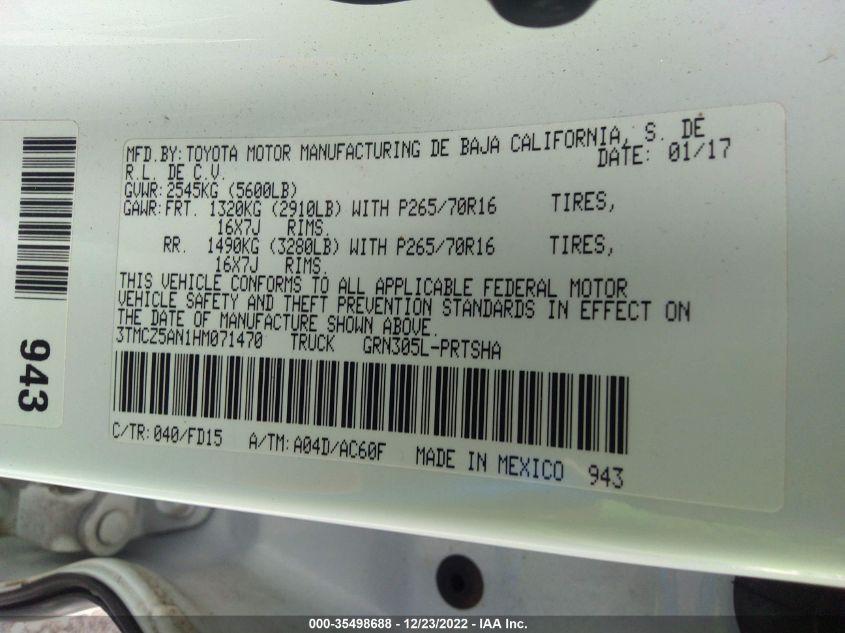 MFD.BY:TOYOTA MOTOR MANUFACTURING DE BAJA CALIFORNIA, S. DE
R.L. DE C.V. DATE: 01/17
GVWR:2545KG (5600LB)
GAWR:FRT. 1320KG (2910LB) WITH P265/70R16 TIRES,
16X7J RIMS.
RR. 1490KG (3280LB) WITH P265/70R16 TIRES,
16X7J RIMS.
THIS VEHICLE CONFORMS TO ALL APPLICABLE FEDERAL MOTOR
VEHICLE SAFETY AND THEFT PREVENTION STANDARDS IN EFFECT ON
THE DATE OF MANUFACTURE SHOWN ABOVE.
3TMCZ5AN1HM071470 TRUCK GRN305L-PRTSHA
C/TR:040/FD15 A/TM:A04D/AC60F MADE IN MEXICO 943
943
000-35498688 - 12/23/2022 - IAA Inc.